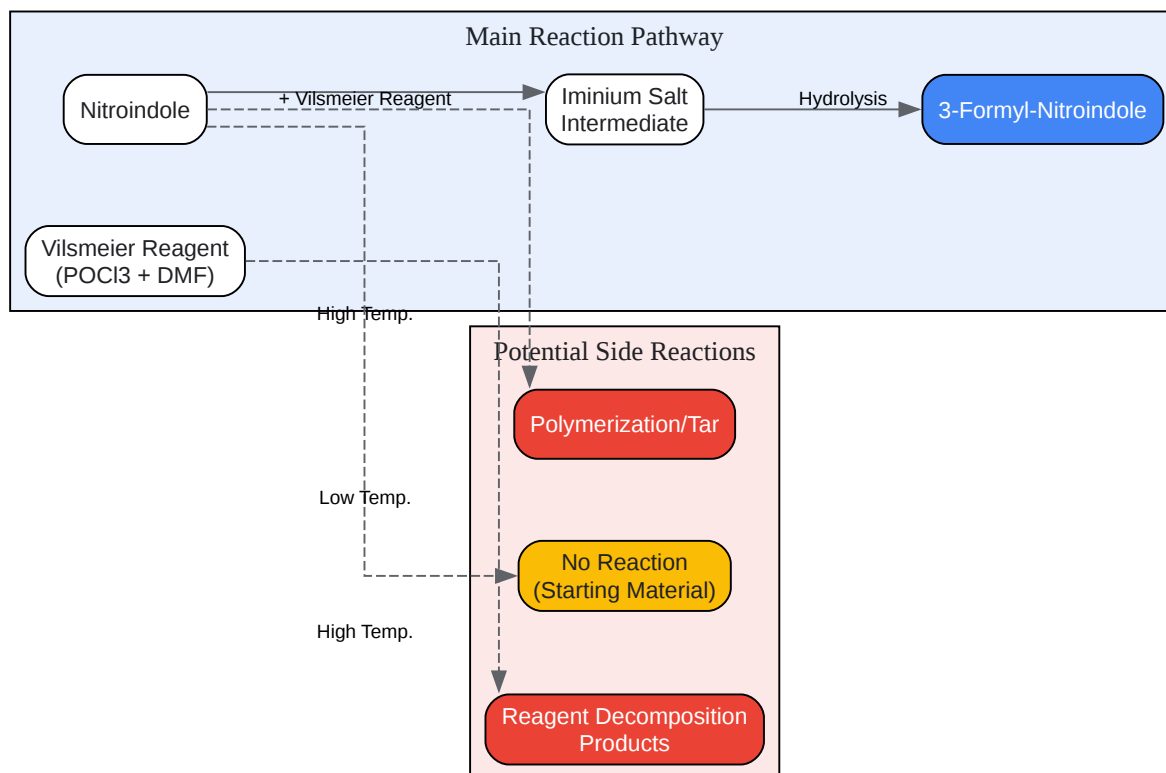 Main Reaction Pathway
Nitroindole
+ Vilsmeier Reagent
Iminium Salt
Intermediate
Hydrolysis
3-Formyl-Nitroindole
Vilsmeier Reagent
(POCl3 + DMF)
High Temp.
Potential Side Reactions
Polymerization/Tar
Low Temp.
No Reaction
(Starting Material)
High Temp.
Reagent Decomposition
Products